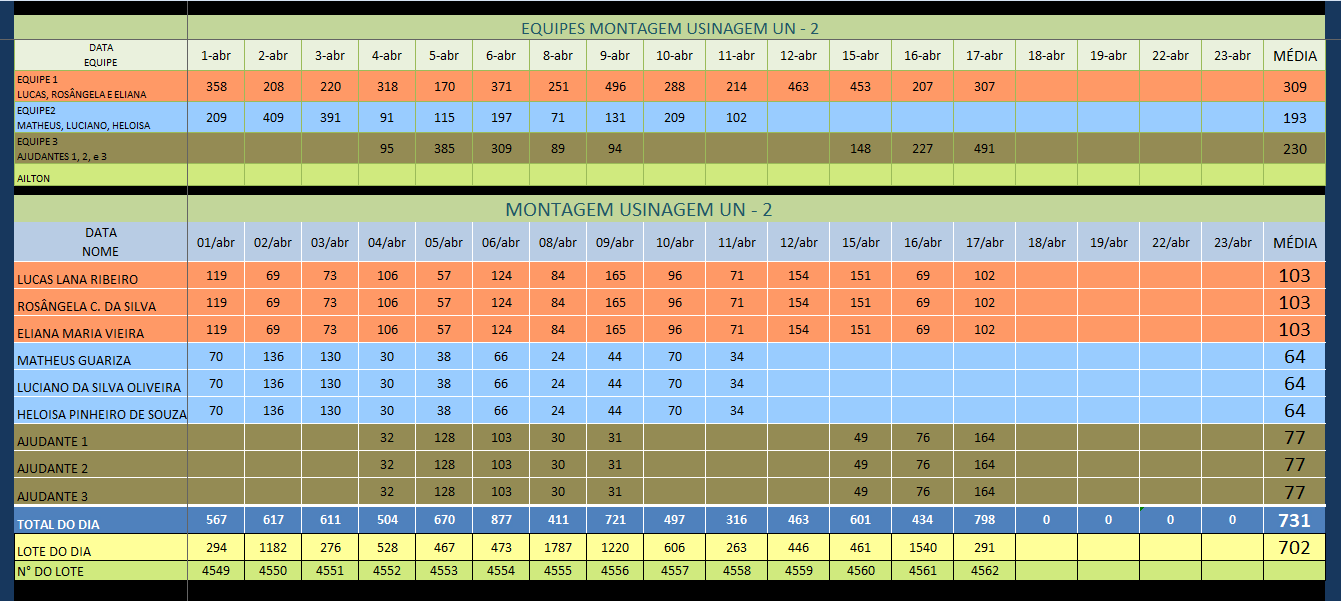 EQUIPES MONTAGEM USINAGEM UN - 2
DATA
EQUIPE 1-abr 2-abr 3-abr 4-abr 5-abr 6-abr 8-abr 9-abr 10-abr 11-abr 12-abr 15-abr 16-abr 17-abr 18-abr 19-abr 22-abr 23-abr MÉDIA
EQUIPE 1
LUCAS, ROSÂNGELA E ELIANA 358 208 220 318 170 371 251 496 288 214 463 453 207 307 309
EQUIPE2
MATHEUS, LUCIANO, HELOISA 209 409 391 91 115 197 71 131 209 102 193
EQUIPE 3
AJUDANTES 1, 2, e 3 95 385 309 89 94 148 227 491 230
AILTON
MONTAGEM USINAGEM UN - 2
DATA
NOME 01/abr 02/abr 03/abr 04/abr 05/abr 06/abr 08/abr 09/abr 10/abr 11/abr 12/abr 15/abr 16/abr 17/abr 18/abr 19/abr 22/abr 23/abr MÉDIA
LUCAS LANA RIBEIRO 119 69 73 106 57 124 84 165 96 71 154 151 69 102 103
ROSÂNGELA C. DA SILVA 119 69 73 106 57 124 84 165 96 71 154 151 69 102 103
ELIANA MARIA VIEIRA 119 69 73 106 57 124 84 165 96 71 154 151 69 102 103
MATHEUS GUARIZA 70 136 130 30 38 66 24 44 70 34 64
LUCIANO DA SILVA OLIVEIRA 70 136 130 30 38 66 24 44 70 34 64
HELOISA PINHEIRO DE SOUZA 70 136 130 30 38 66 24 44 70 34 64
AJUDANTE 1 32 128 103 30 31 49 76 164 77
AJUDANTE 2 32 128 103 30 31 49 76 164 77
AJUDANTE 3 32 128 103 30 31 49 76 164 77
TOTAL DO DIA 567 617 611 504 670 877 411 721 497 316 463 601 434 798 0 0 0 0 731
LOTE DO DIA 294 1182 276 528 467 473 1787 1220 606 263 446 461 1540 291 702
N° DO LOTE 4549 4550 4551 4552 4553 4554 4555 4556 4557 4558 4559 4560 4561 4562